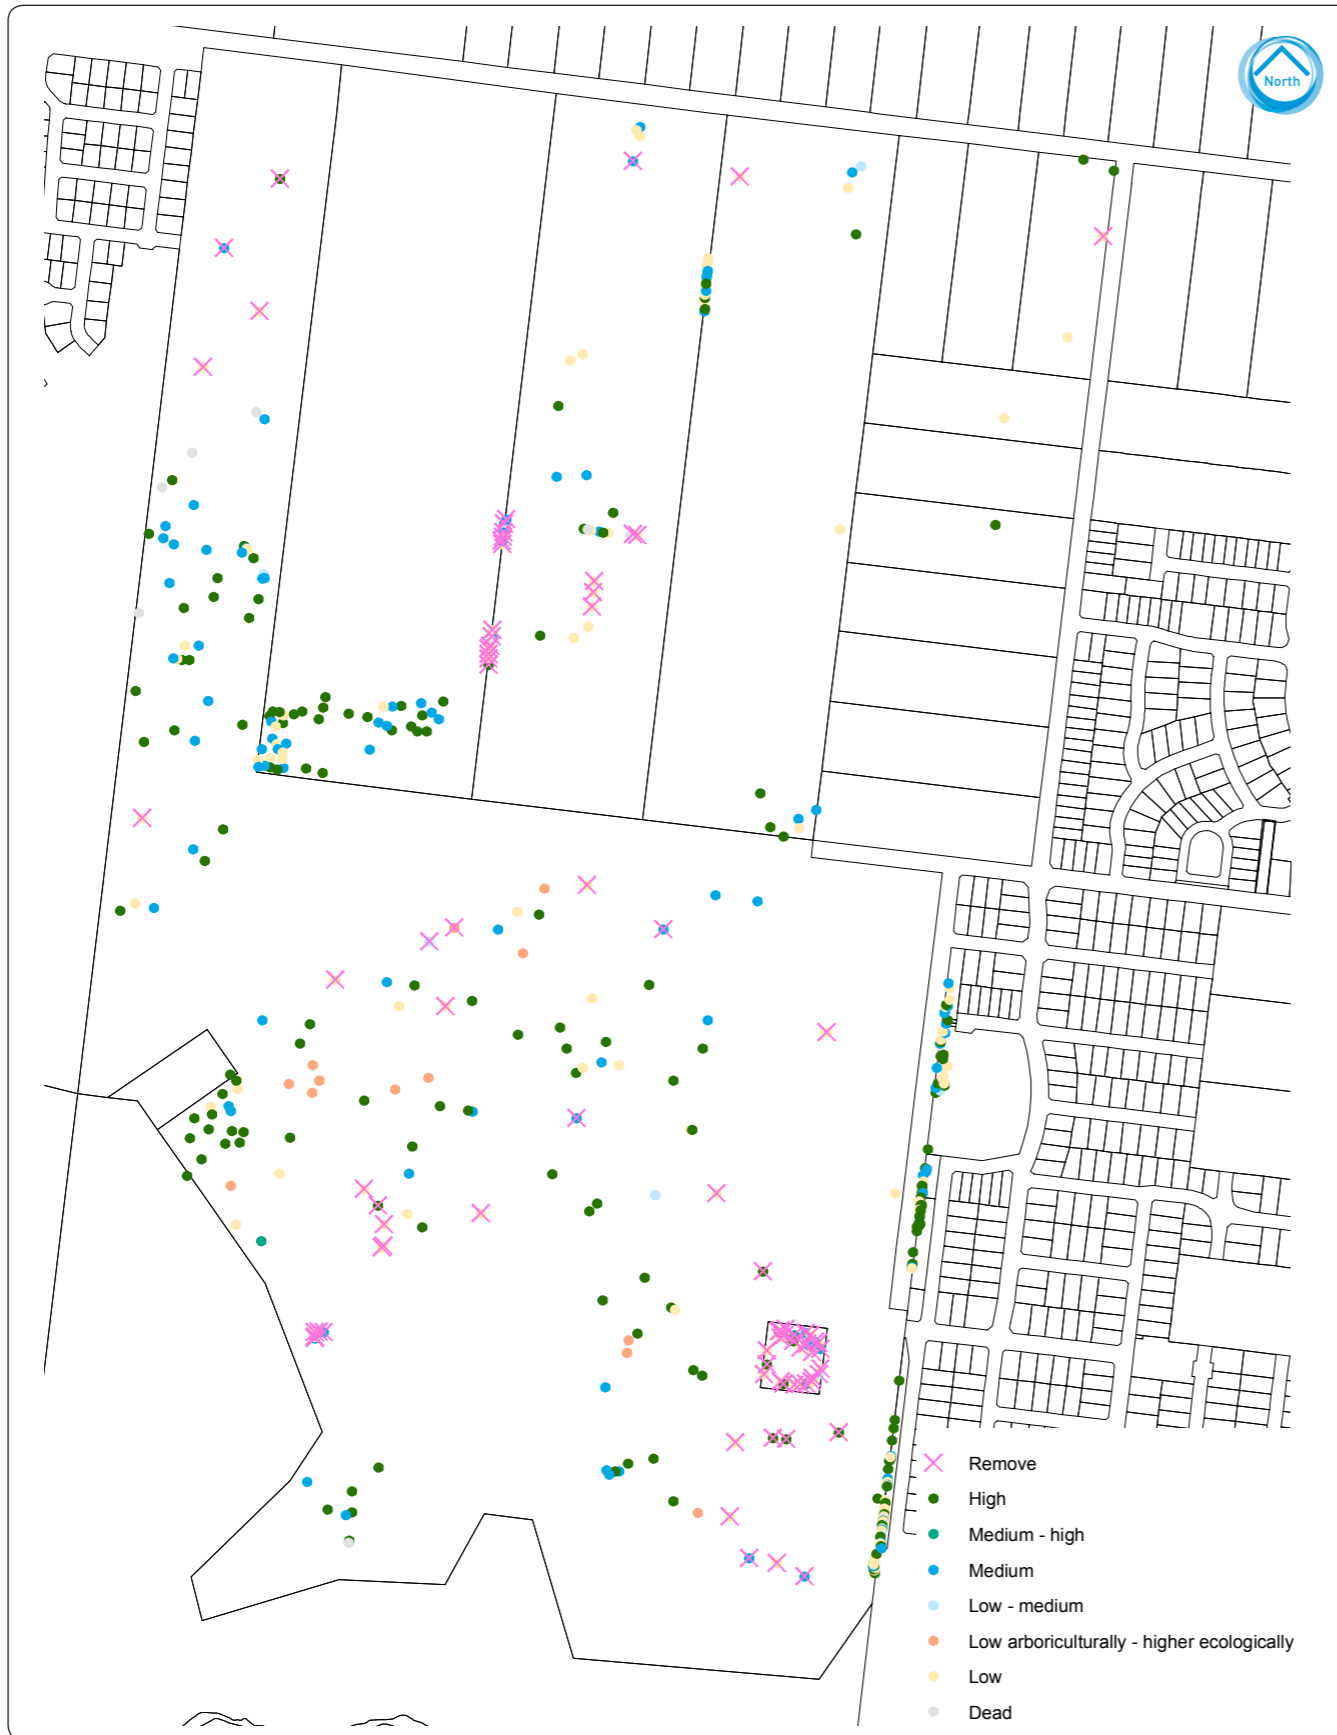 North
Remove
High
Medium - high
Medium
Low - medium
Low arboriculturally - higher ecologically
Low
Dead